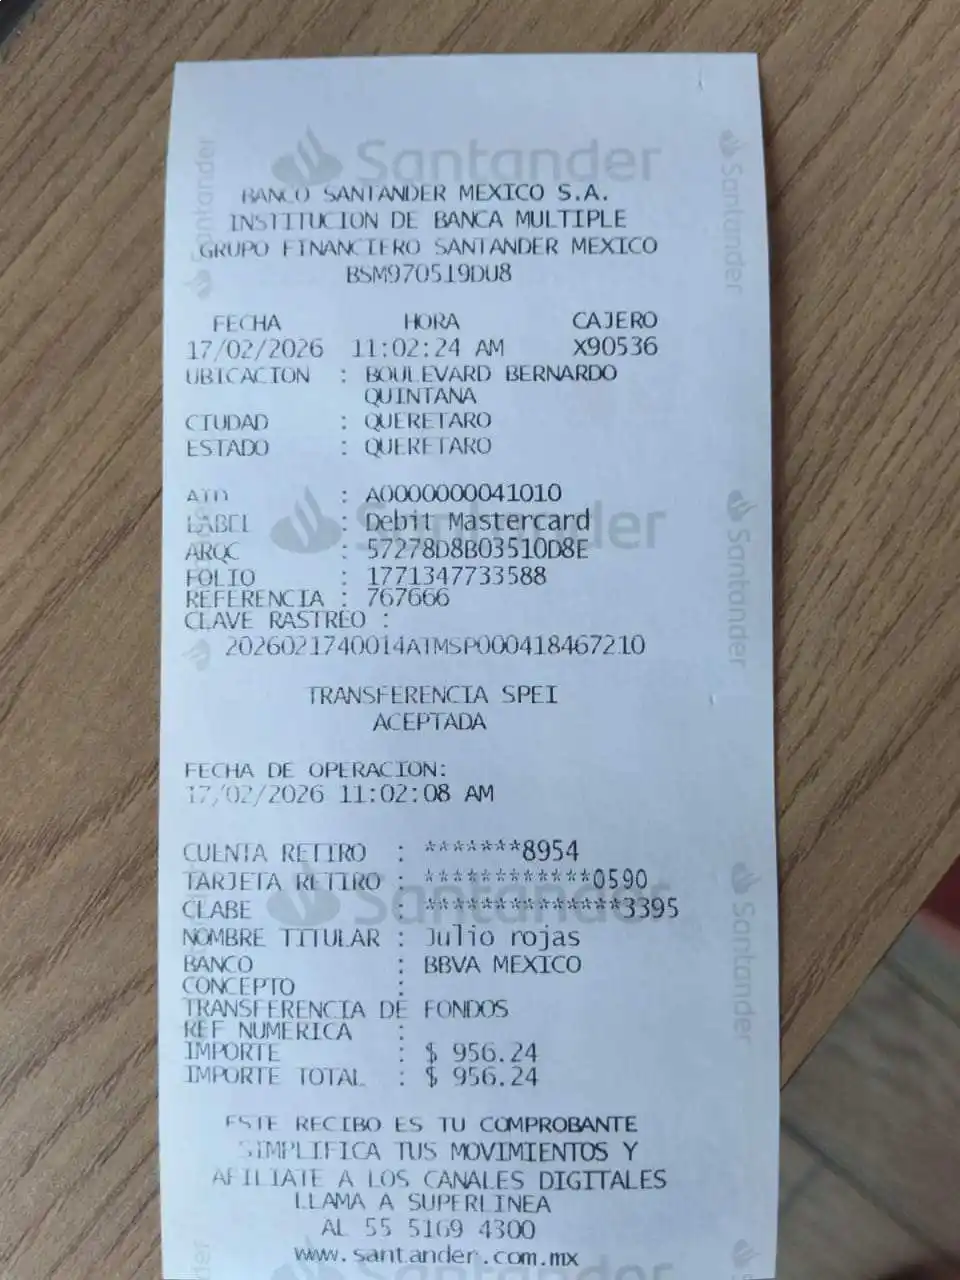 Santander
BANCO SANTANDER MEXICO S.A.
INSTITUCION DE BANCA MULTIPLE
GRUPO FINANCIERO SANTANDER MEXICO
BSM970519DU8
FECHA HORA CAJERO
17/02/2026 11:02:24 AM X90536
UBICACION : BOULEVARD BERNARDO
QUINTANA
CIUDAD : QUERETARO
ESTADO : QUERETARO
AID : A0000000041010
LABEL : Debit Mastercard
ARQC : 57278D8B03510D8E
FOLIO : 1771347733588
REFERENCIA : 767666
CLAVE RASTREO :
2026021740014ATMSP000418467210
TRANSFERENCIA SPEI
ACEPTADA
FECHA DE OPERACION:
17/02/2026 11:02:08 AM
CUENTA RETIRO : *******8954
TARJETA RETIRO : ************0590
CLABE : **************3395
NOMBRE TITULAR : Julio rojas
BANCO : BBVA MEXICO
CONCEPTO :
TRANSFERENCIA DE FONDOS
REF NUMERICA :
IMPORTE : $ 956.24
IMPORTE TOTAL : $ 956.24
ESTE RECIBO ES TU COMPROBANTE
SIMPLIFICA TUS MOVIMIENTOS Y
AFILIATE A LOS CANALES DIGITALES
LLAMA A SUPERLINEA
AL 55 5169 4300
www.santander.com.mx